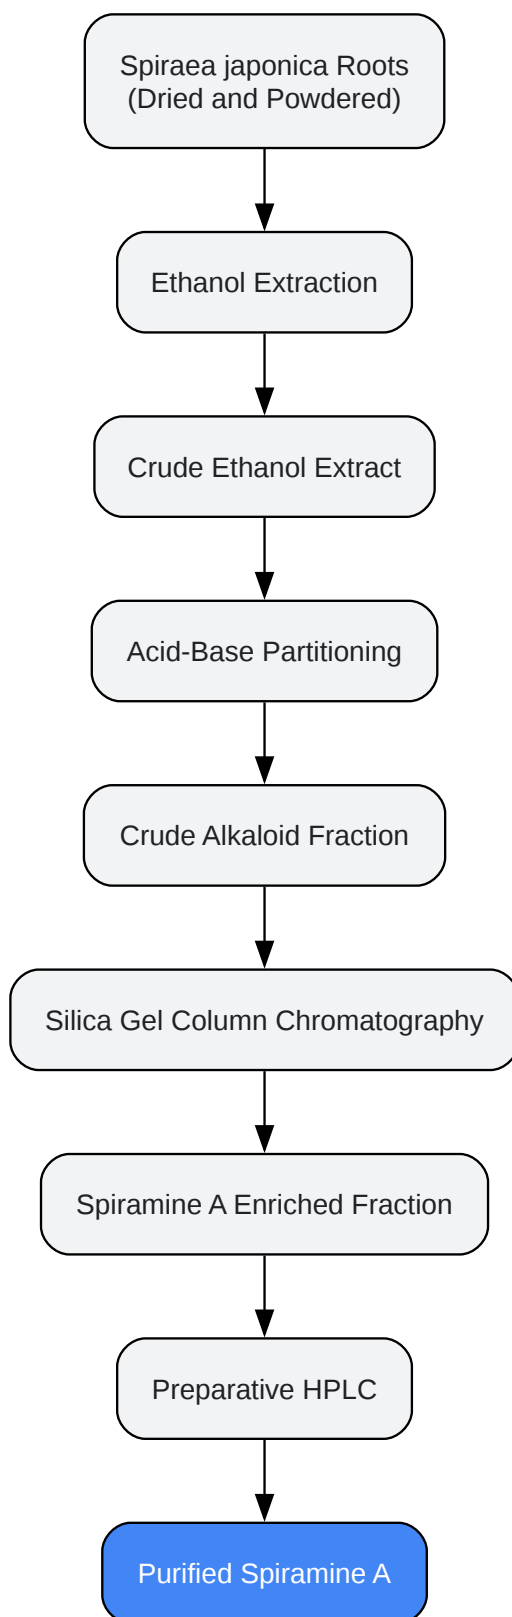 Spiraea japonica Roots
(Dried and Powdered)
Ethanol Extraction
Crude Ethanol Extract
Acid-Base Partitioning
Crude Alkaloid Fraction
Silica Gel Column Chromatography
Spiramine A Enriched Fraction
Preparative HPLC
Purified Spiramine A